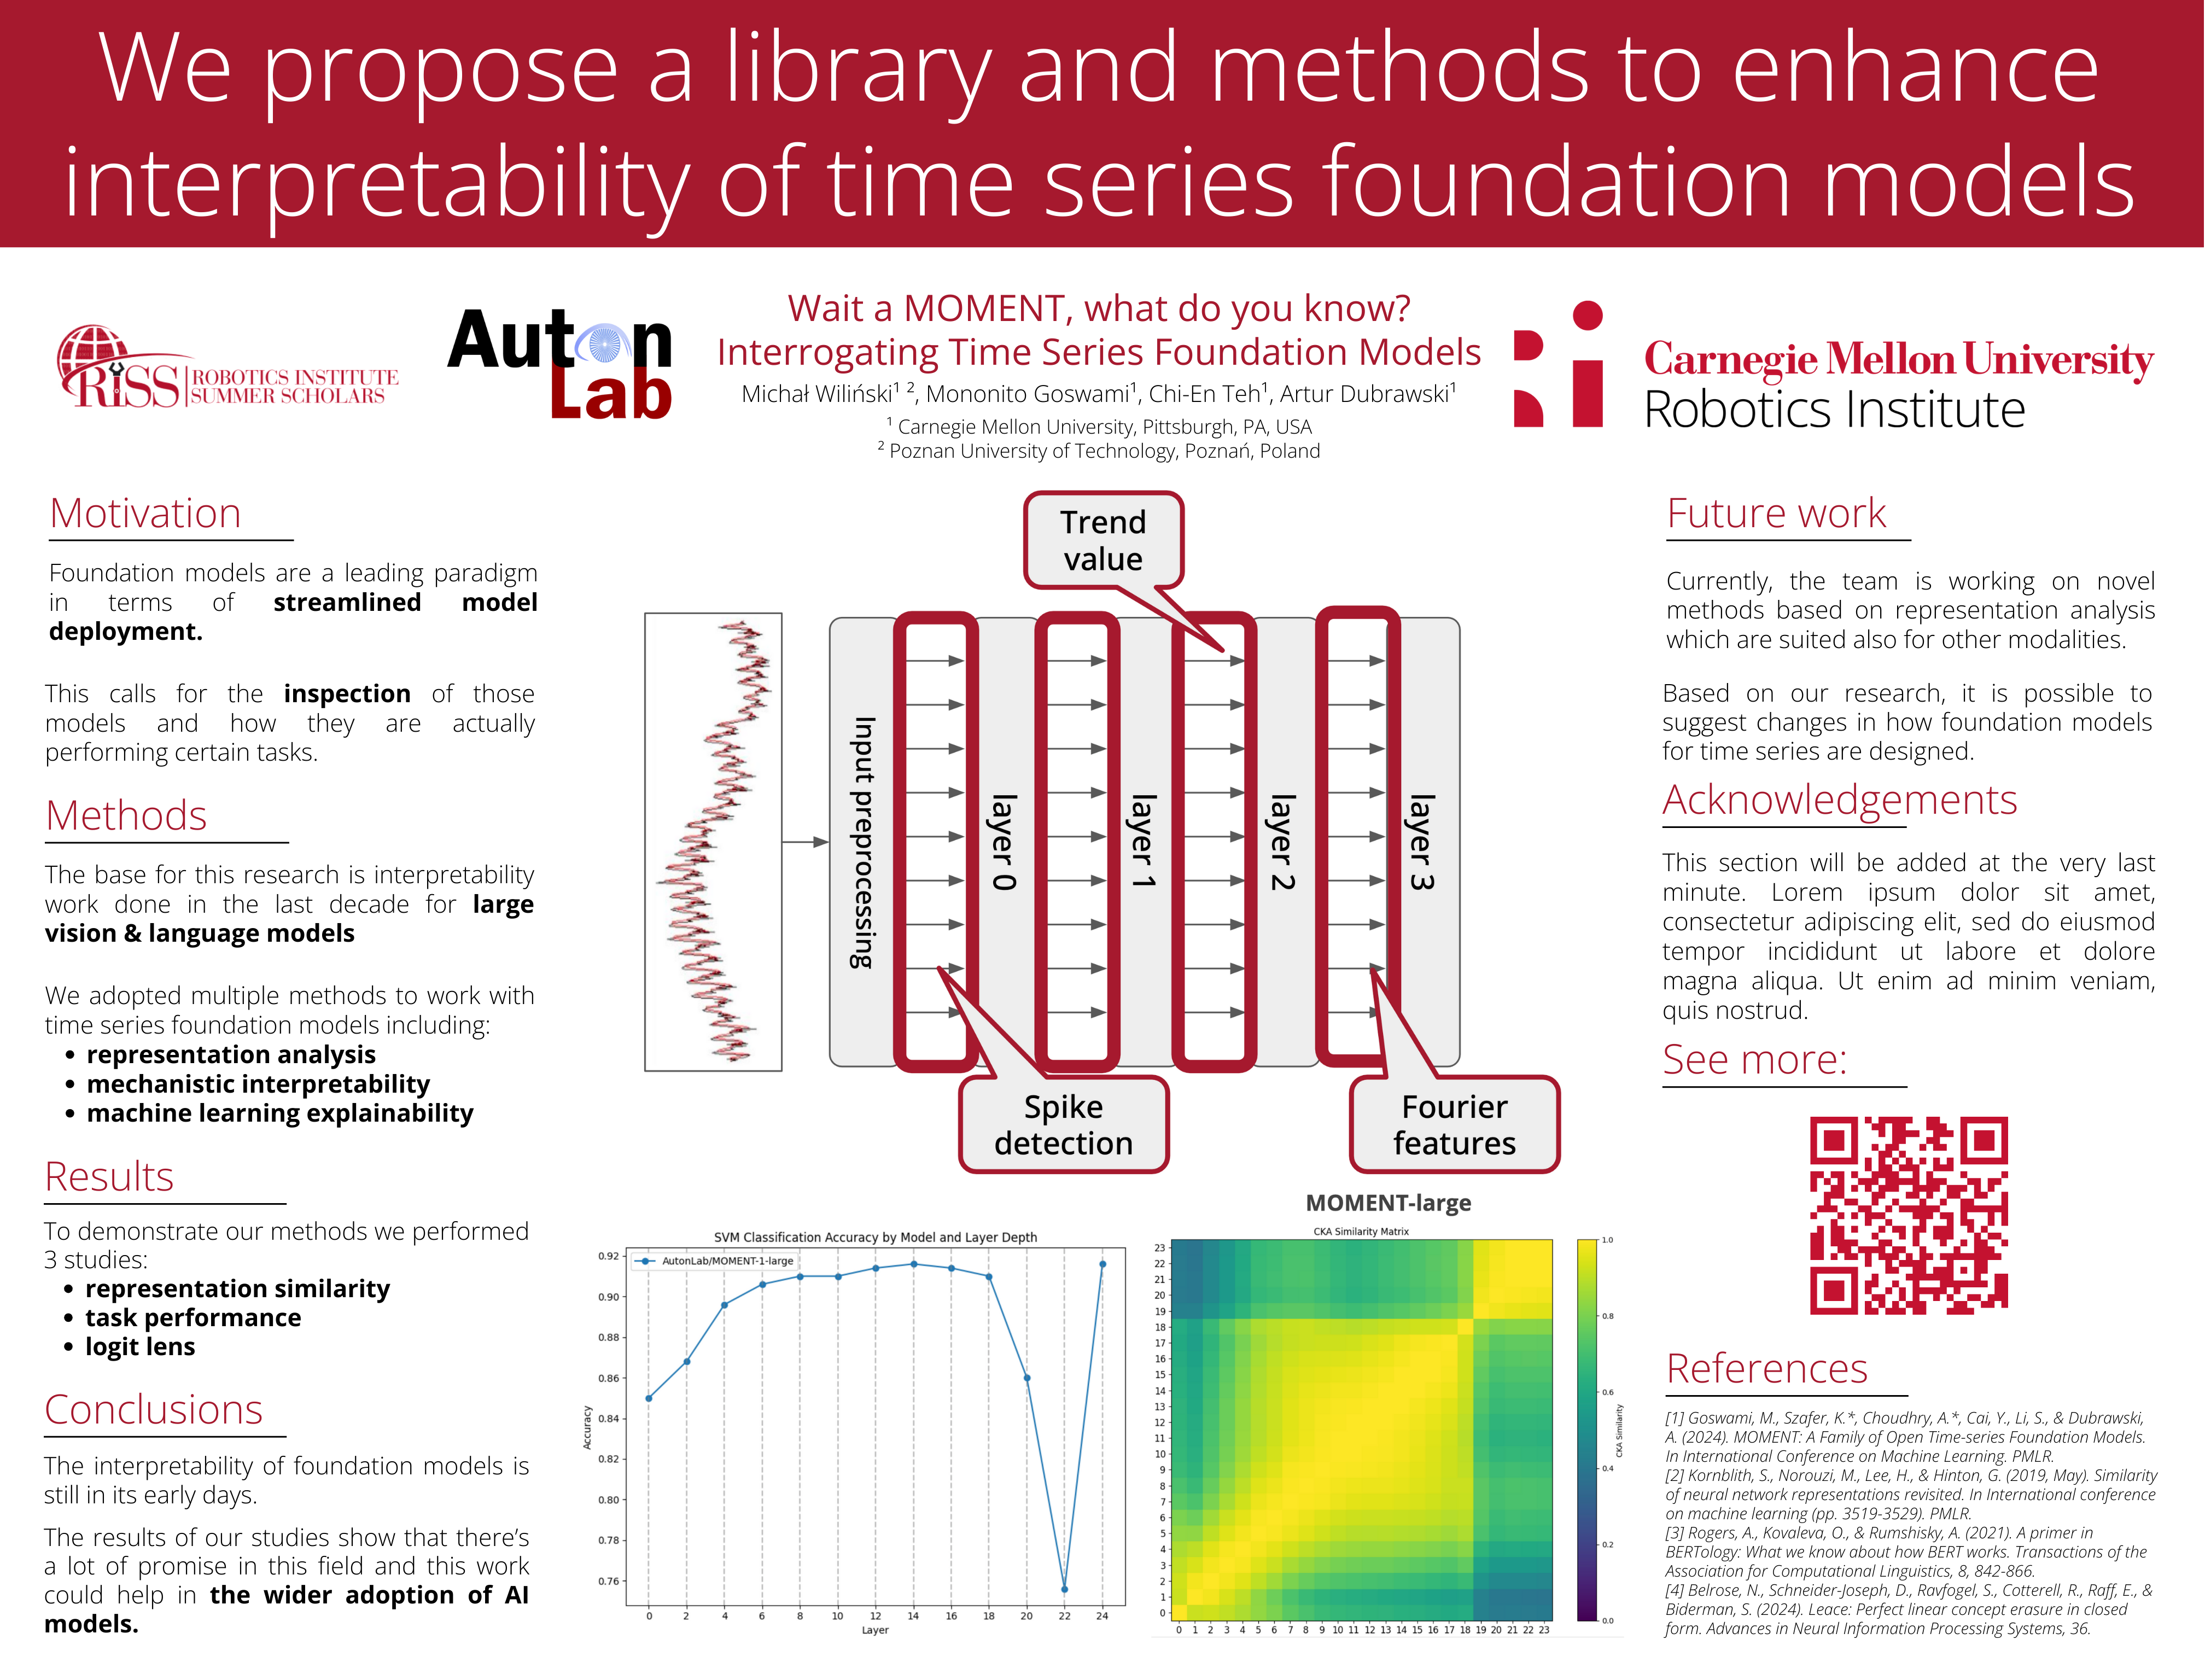 We propose a library and methods to enhance
interpretability of time series foundation models
RiSS ROBOTICS INSTITUTE
SUMMER SCHOLARS
Auton
Lab
Wait a MOMENT, what do you know?
Interrogating Time Series Foundation Models
Michał Wiliński¹ ², Mononito Goswami¹, Chi-En Teh¹, Artur Dubrawski¹
¹ Carnegie Mellon University, Pittsburgh, PA, USA
² Poznan University of Technology, Poznań, Poland
Carnegie Mellon University
Robotics Institute
Motivation
Foundation models are a leading paradigm
in terms of streamlined model
deployment.
This calls for the inspection of those
models and how they are actually
performing certain tasks.
Methods
The base for this research is interpretability
work done in the last decade for large
vision & language models
We adopted multiple methods to work with
time series foundation models including:
• representation analysis
• mechanistic interpretability
• machine learning explainability
Results
To demonstrate our methods we performed
3 studies:
• representation similarity
• task performance
• logit lens
Conclusions
The interpretability of foundation models is
still in its early days.
The results of our studies show that there's
a lot of promise in this field and this work
could help in the wider adoption of AI
models.
Trend
value
Input preprocessing
layer 0
layer 1
layer 2
layer 3
Spike
detection
Fourier
features
SVM Classification Accuracy by Model and Layer Depth
AutonLab/MOMENT-1-large
Accuracy
0.92
0.90
0.88
0.86
0.84
0.82
0.80
0.78
0.76
0 2 4 6 8 10 12 14 16 18 20 22 24
Layer
MOMENT-large
CKA Similarity Matrix
23
22
21
20
19
18
17
16
15
14
13
12
11
10
9
8
7
6
5
4
3
2
1
0
0 1 2 3 4 5 6 7 8 9 10 11 12 13 14 15 16 17 18 19 20 21 22 23
1.0
0.8
0.6
0.4
0.2
0.0
CKA Similarity
Future work
Currently, the team is working on novel
methods based on representation analysis
which are suited also for other modalities.
Based on our research, it is possible to
suggest changes in how foundation models
for time series are designed.
Acknowledgements
This section will be added at the very last
minute. Lorem ipsum dolor sit amet,
consectetur adipiscing elit, sed do eiusmod
tempor incididunt ut labore et dolore
magna aliqua. Ut enim ad minim veniam,
quis nostrud.
See more:
References
[1] Goswami, M., Szafer, K.*, Choudhry, A.*, Cai, Y., Li, S., & Dubrawski,
A. (2024). MOMENT: A Family of Open Time-series Foundation Models.
In International Conference on Machine Learning. PMLR.
[2] Kornblith, S., Norouzi, M., Lee, H., & Hinton, G. (2019, May). Similarity
of neural network representations revisited. In International conference
on machine learning (pp. 3519-3529). PMLR.
[3] Rogers, A., Kovaleva, O., & Rumshisky, A. (2021). A primer in
BERTology: What we know about how BERT works. Transactions of the
Association for Computational Linguistics, 8, 842-866.
[4] Belrose, N., Schneider-Joseph, D., Ravfogel, S., Cotterell, R., Raff, E., &
Biderman, S. (2024). Leace: Perfect linear concept erasure in closed
form. Advances in Neural Information Processing Systems, 36.